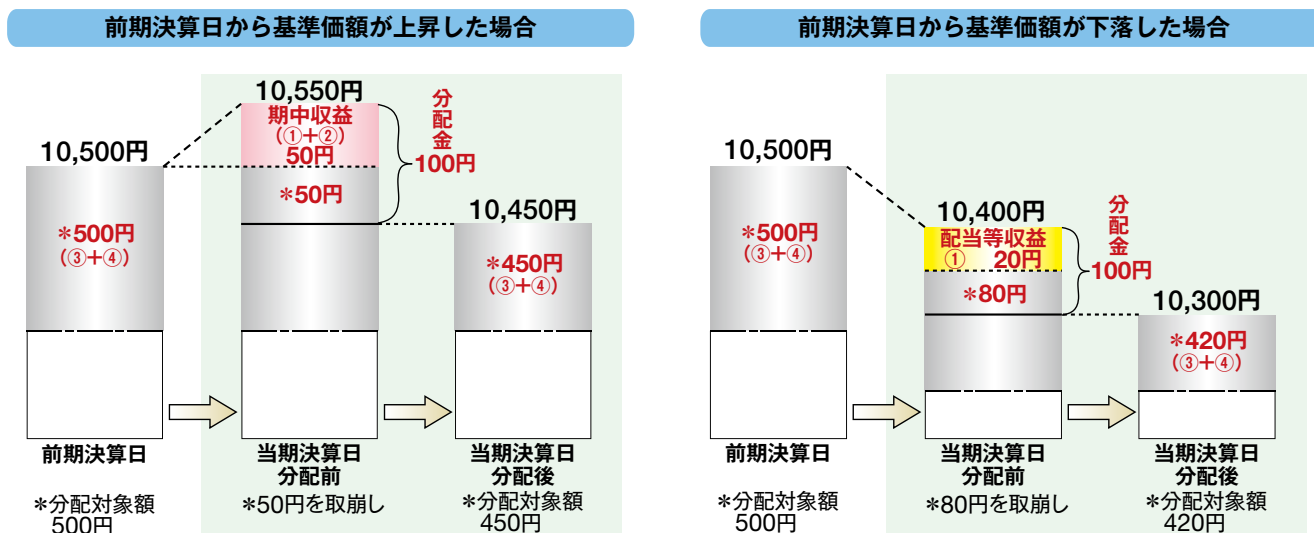 前期決算日から基準価額が上昇した場合
10,500円
＊500円
（③＋④）
前期決算日
＊分配対象額
500円
10,550円
期中収益
（①＋②）
50円
＊50円
分配金
100円
当期決算日
分配前
＊50円を取崩し
10,450円
＊450円
（③＋④）
当期決算日
分配後
＊分配対象額
450円
前期決算日から基準価額が下落した場合
10,500円
＊500円
（③＋④）
前期決算日
＊分配対象額
500円
10,400円
配当等収益
① 20円
＊80円
分配金
100円
当期決算日
分配前
＊80円を取崩し
10,300円
＊420円
（③＋④）
当期決算日
分配後
＊分配対象額
420円